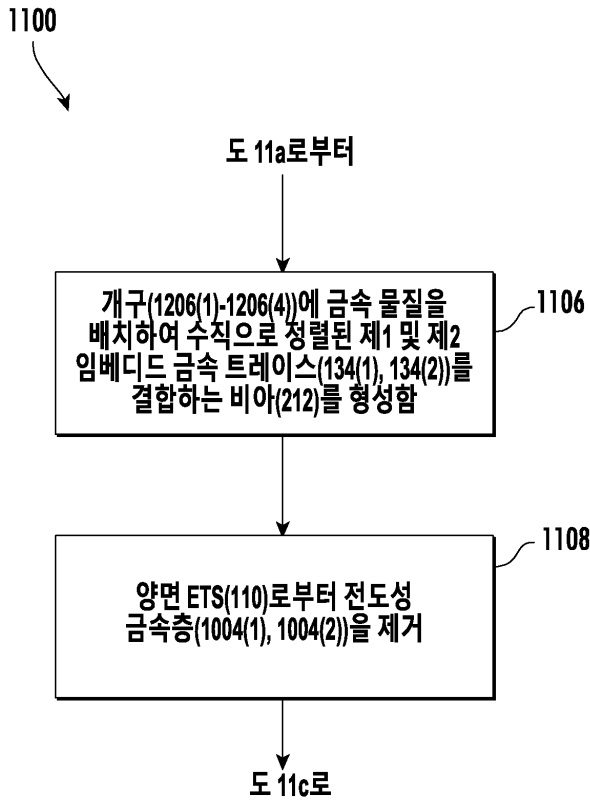 1100
도 11a로부터
개구(1206(1)-1206(4))에 금속 물질을
배치하여 수직으로 정렬된 제1 및 제2
임베디드 금속 트레이스(134(1), 134(2))를
결합하는 비아(212)를 형성함
1106
양면 ETS(110)로부터 전도성
금속층(1004(1), 1004(2))을 제거
1108
도 11c로